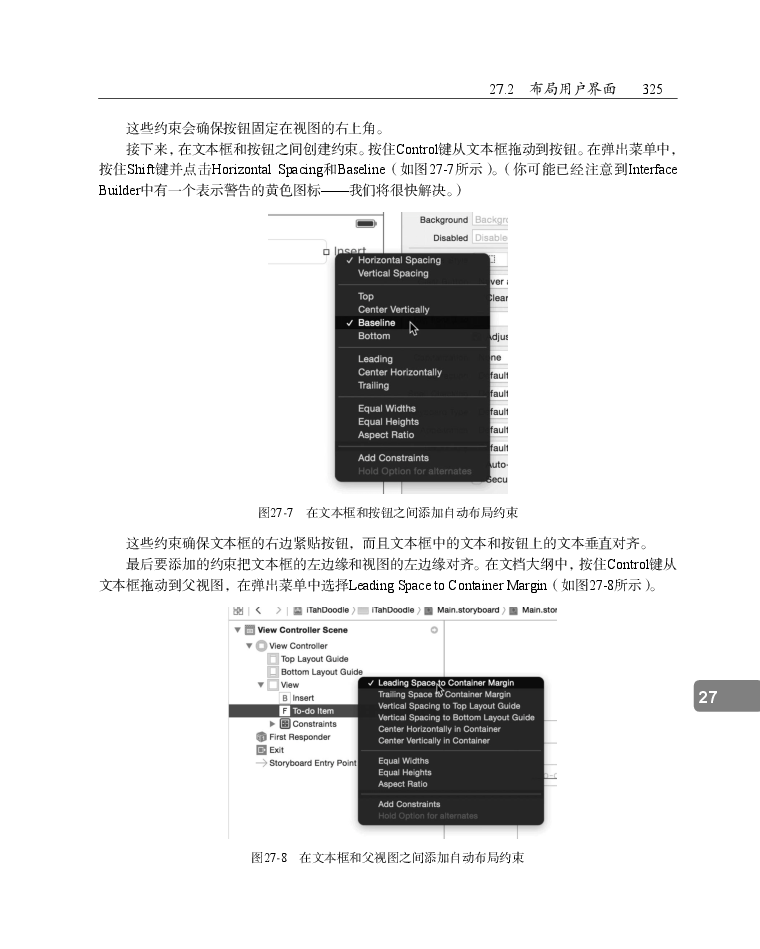 27.2 布局用户界面 325
这些约束会确保按钮固定在视图的右上角。
接下来，在文本框和按钮之间创建约束。按住Control键从文本框拖动到按钮。在弹出菜单中，
按住Shift键并点击Horizontal Spacing和Baseline（如图27-7所示）。（你可能已经注意到Interface
Builder中有一个表示警告的黄色图标——我们将很快解决。）
Background Backgro
Disabled Disable
Insert
✓ Horizontal Spacing
Vertical Spacing
ver
Clear
Top
Center Vertically
✓ Baseline
Bottom
Adjus
Leading
one
Center Horizontally
efault
Trailing
efault
Equal Widths
efault
Equal Heights
efault
Aspect Ratio
efault
Add Constraints
Auto-
Hold Option for alternates
Secu
图27-7 在文本框和按钮之间添加自动布局约束
这些约束确保文本框的右边紧贴按钮，而且文本框中的文本和按钮上的文本垂直对齐。
最后要添加的约束把文本框的左边缘和视图的左边缘对齐。在文档大纲中，按住Control键从
文本框拖动到父视图，在弹出菜单中选择Leading Space to Container Margin（如图27-8所示）。
iTahDoodle iTahDoodle Main.storyboard Main.stor
View Controller Scene
View Controller
Top Layout Guide
Bottom Layout Guide
View
B Insert
F To-do Item
Constraints
First Responder
Exit
Storyboard Entry Point
✓ Leading Space to Container Margin
Trailing Space to Container Margin
Vertical Spacing to Top Layout Guide
Vertical Spacing to Bottom Layout Guide
Center Horizontally in Container
Center Vertically in Container
Equal Widths
Equal Heights
Aspect Ratio
Add Constraints
Hold Option for alternates
27
图27-8 在文本框和父视图之间添加自动布局约束